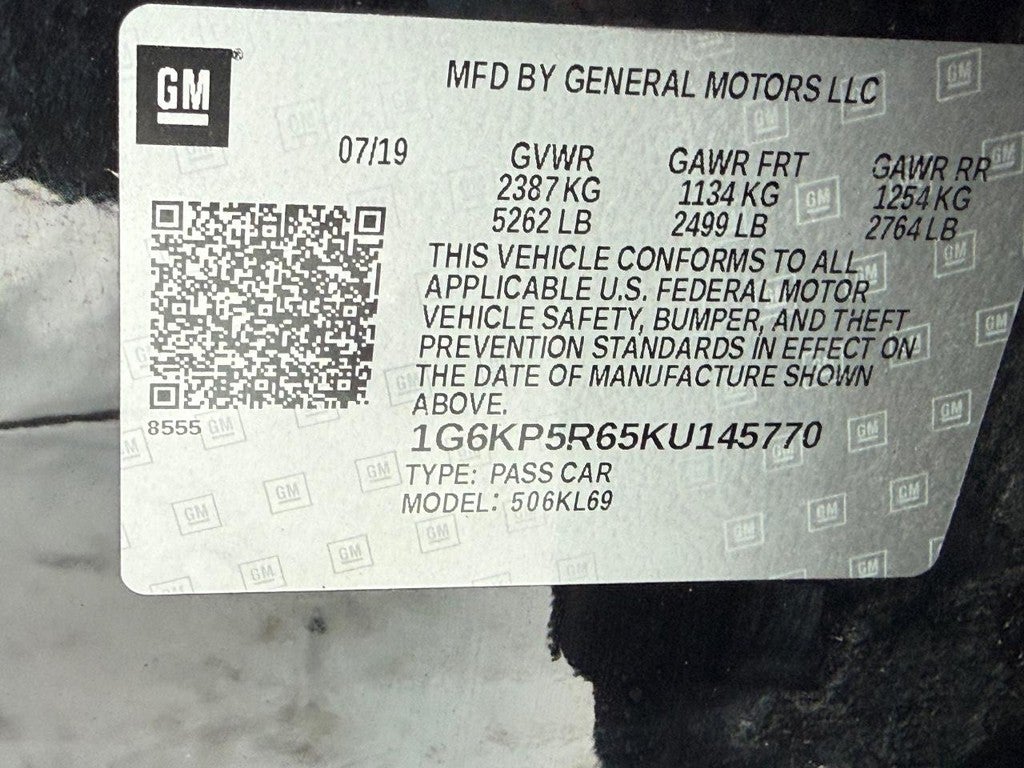 GM
MFD BY GENERAL MOTORS LLC
07/19
GVWR GAWR FRT GAWR RR
2387 KG 1134 KG 1254 KG
5262 LB 2499 LB 2764 LB
THIS VEHICLE CONFORMS TO ALL
APPLICABLE U.S. FEDERAL MOTOR
VEHICLE SAFETY, BUMPER, AND THEFT
PREVENTION STANDARDS IN EFFECT ON
THE DATE OF MANUFACTURE SHOWN
ABOVE.
8555
1G6KP5R65KU145770
TYPE: PASS CAR
MODEL: 506KL69